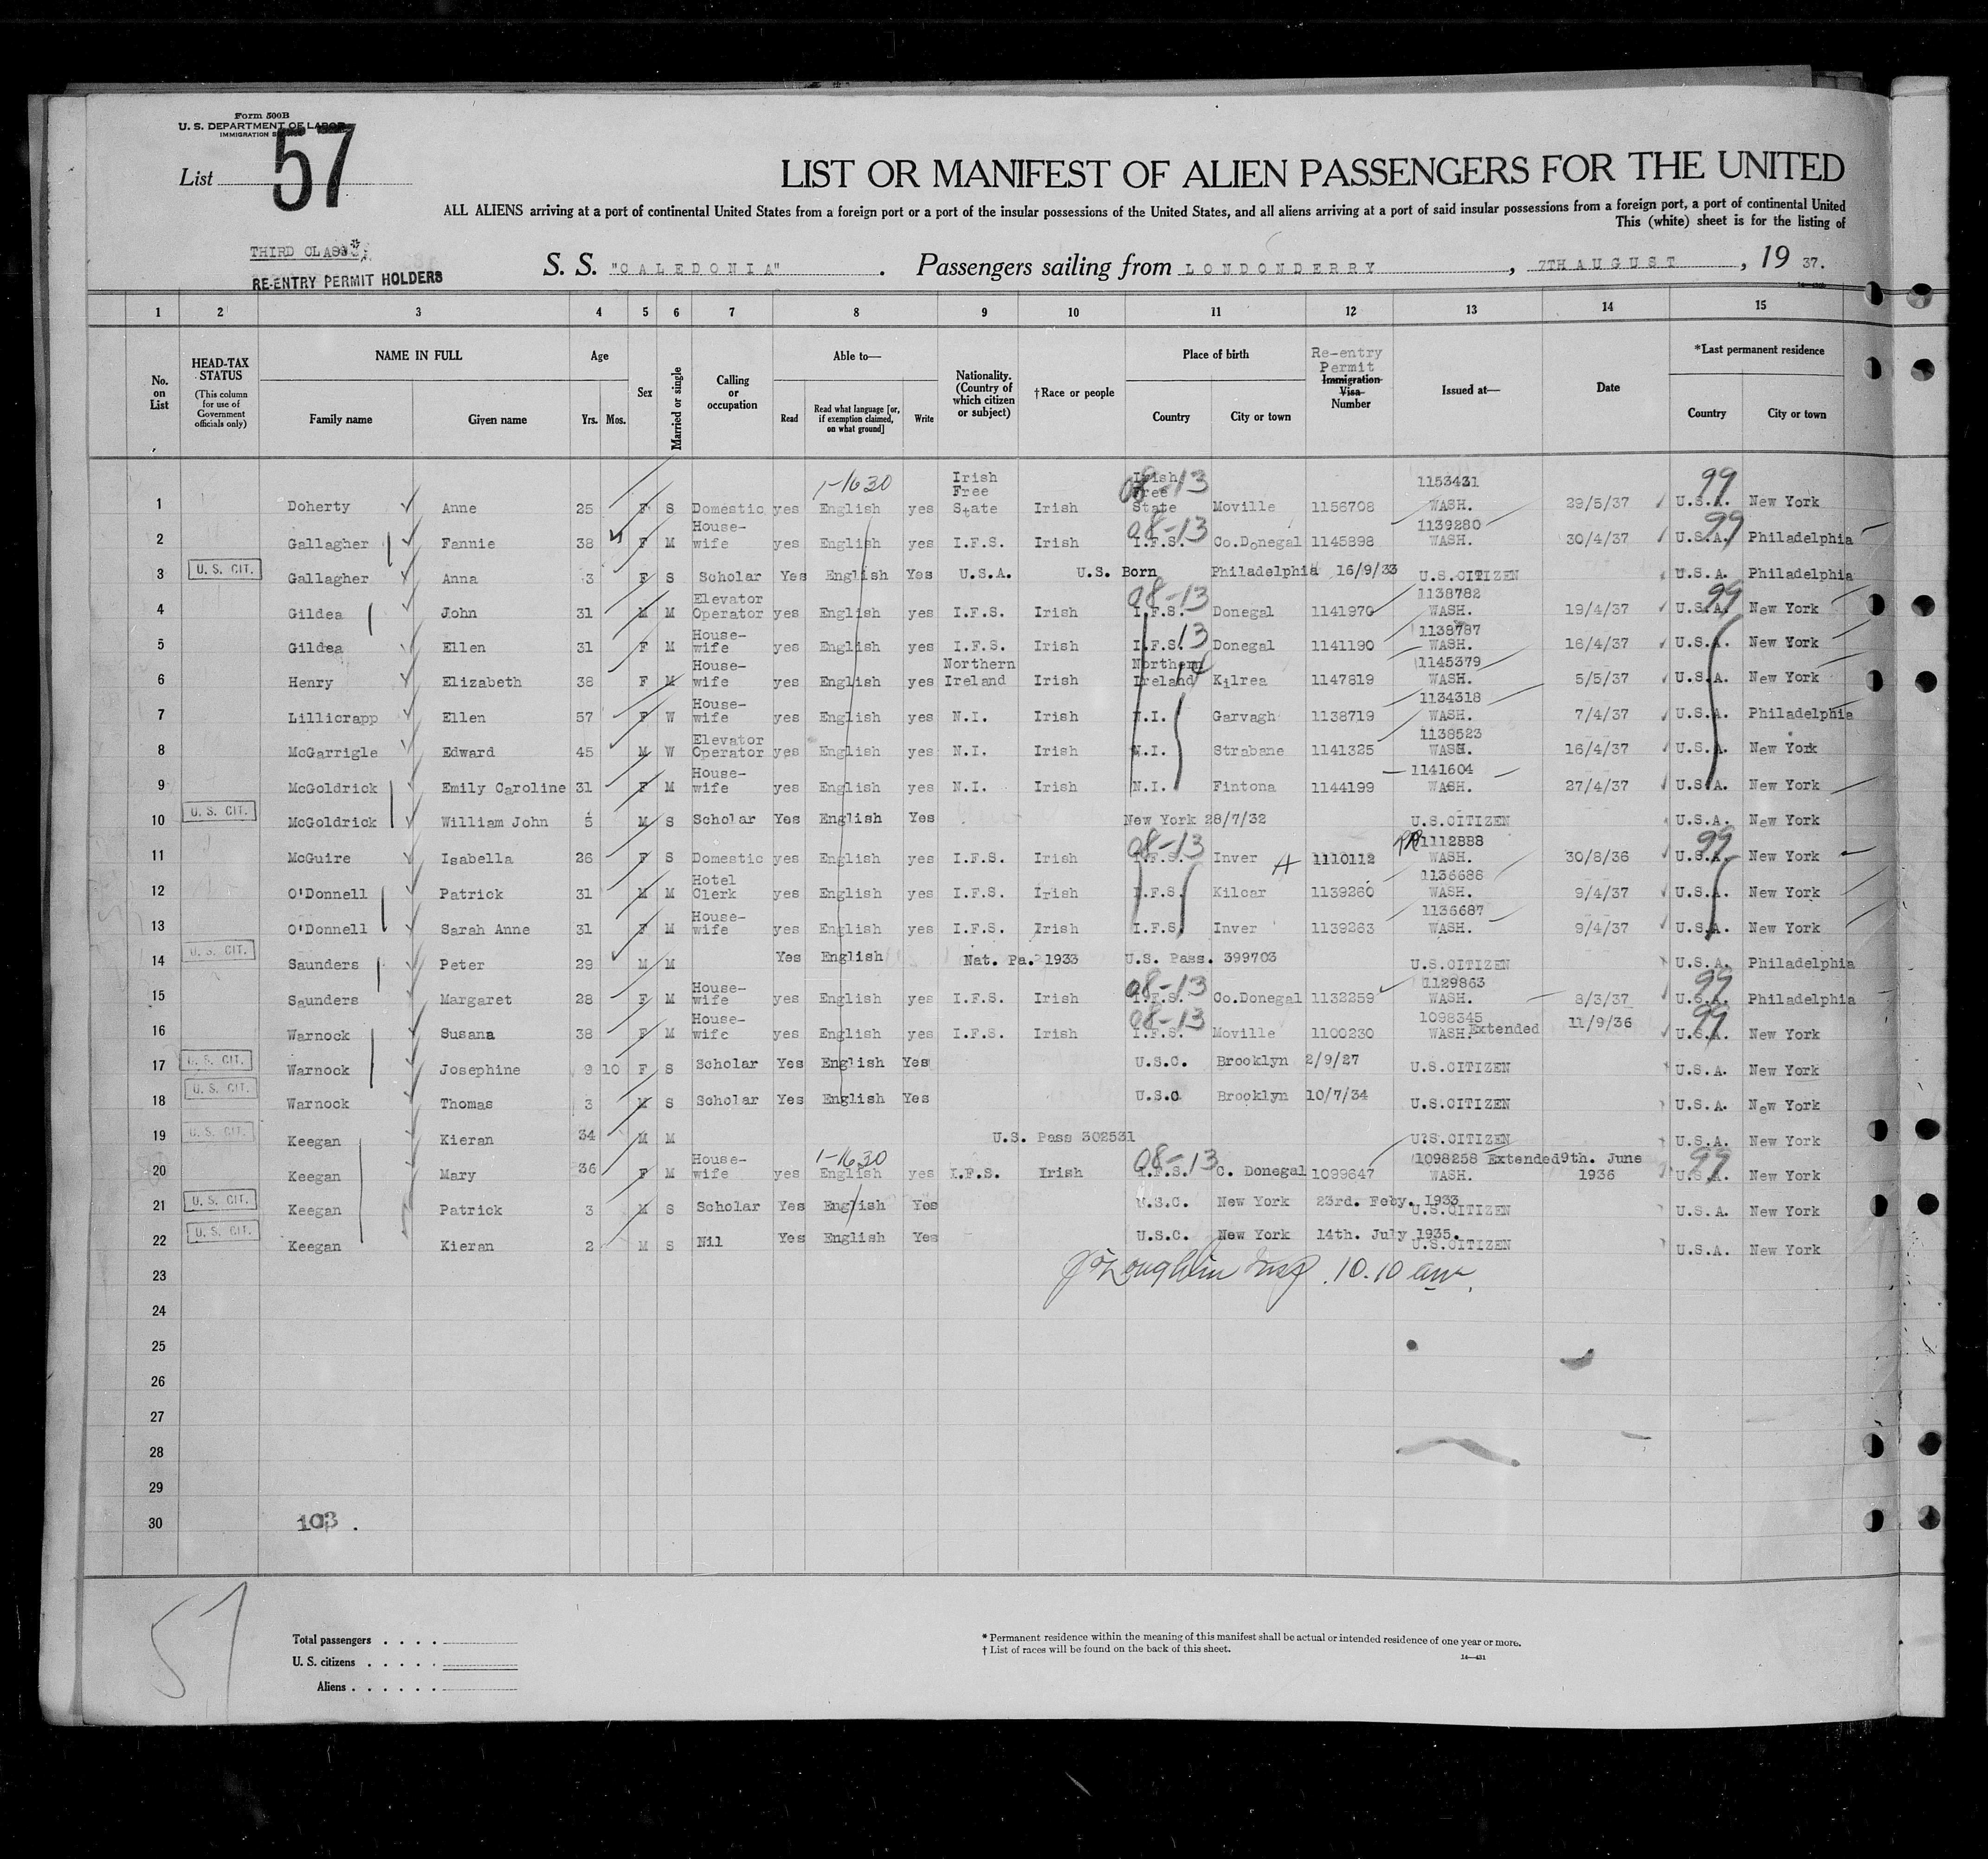 Form 500B
U. S. DEPARTMENT OF LABOR
IMMIGRATION
List 57
LIST OR MANIFEST OF ALIEN PASSENGERS FOR THE UNITED
ALL ALIENS arriving at a port of continental United States from a foreign port or a port of the insular possessions of the United States, and all aliens arriving at a port of said insular possessions from a foreign port, a port of continental United
This (white) sheet is for the listing of
THIRD CLASS
RE-ENTRY PERMIT HOLDERS
S. S. "CALEDONIA" . Passengers sailing from LONDONDERRY, 7TH AUGUST, 19 37.
1 2 3 4 5 6 7 8 9 10 11 12 13 14 15
No. on List
HEAD-TAX STATUS (This column for use of Government officials only)
NAME IN FULL Family name Given name
Age Yrs. Mos.
Sex
Married or single
Calling or occupation
Able to— Read Read what language [or, if exemption claimed, on what ground] Write
Nationality. (Country of which citizen or subject)
†Race or people
Place of birth Country City or town
Re-entry Permit Immigration Visa Number
Issued at—
Date
*Last permanent residence Country City or town
1-1630 08-13 99
1 Doherty Anne 25 F S Domestic yes English yes Irish Free State Irish Irish Free State Moville 1156708 1153431 WASH. 29/5/37 U.S.A. New York
2 Gallagher Fannie 38 F M House-wife yes English yes I.F.S. Irish 08-13 I.F.S. Co.Donegal 1145898 1139280 WASH. 30/4/37 99 U.S.A. Philadelphia
3 U. S. CIT. Gallagher Anna 3 F S Scholar Yes English Yes U.S.A. U.S. Born Philadelphia 16/9/33 U.S.CITIZEN U.S.A. Philadelphia
4 Gildea John 31 M M Elevator Operator yes English yes I.F.S. Irish 08-13 I.F.S. Donegal 1141970 1138782 WASH. 19/4/37 99 U.S.A. New York
5 Gildea Ellen 31 F M House-wife yes English yes I.F.S. Irish I.F.S. 13 Donegal 1141190 1138787 WASH. 16/4/37 U.S.A. New York
6 Henry Elizabeth 38 F M House-wife yes English yes Northern Ireland Irish Northern Ireland Kilrea 1147819 1145379 WASH. 5/5/37 U.S.A. New York
7 Lillicrapp Ellen 57 F W House-wife yes English yes N.I. Irish N.I. Garvagh 1138719 1134318 WASH. 7/4/37 U.S.A. Philadelphia
8 McGarrigle Edward 45 M W Elevator Operator yes English yes N.I. Irish N.I. Strabane 1141325 1138523 WASH. 16/4/37 U.S.A. New York
9 McGoldrick Emily Caroline 31 F M House-wife yes English yes N.I. Irish N.I. Fintona 1144199 1141604 WASH. 27/4/37 U.S.A. New York
10 U. S. CIT. McGoldrick William John 5 M S Scholar Yes English Yes New York 28/7/32 U.S.CITIZEN U.S.A. New York
11 McGuire Isabella 26 F S Domestic yes English yes I.F.S. Irish 08-13 I.F.S. Inver 1110112 1112888 WASH. 30/8/36 99 U.S.A. New York
12 O'Donnell Patrick 31 M M Hotel Clerk yes English yes I.F.S. Irish I.F.S. Kilcar 1139260 1136686 WASH. 9/4/37 U.S.A. New York
13 O'Donnell Sarah Anne 31 F M House-wife yes English yes I.F.S. Irish I.F.S. Inver 1139263 1136687 WASH. 9/4/37 U.S.A. New York
14 U. S. CIT. Saunders Peter 29 M M Yes English Nat. Pa. 1933 U.S. Pass. 399703 U.S.CITIZEN U.S.A. Philadelphia
15 Saunders Margaret 28 F M House-wife yes English yes I.F.S. Irish 08-13 I.F.S. Co.Donegal 1132259 1129863 WASH. 8/3/37 99 U.S.A. Philadelphia
16 Warnock Susana 38 F M House-wife yes English yes I.F.S. Irish 08-13 I.F.S. Moville 1100230 1098345 WASH. Extended 11/9/36 99 U.S.A. New York
17 U. S. CIT. Warnock Josephine 9 10 F S Scholar Yes English Yes U.S.C. Brooklyn 2/9/27 U.S.CITIZEN U.S.A. New York
18 U. S. CIT. Warnock Thomas 3 M S Scholar Yes English Yes U.S.C Brooklyn 10/7/34 U.S.CITIZEN U.S.A. New York
19 U. S. CIT. Keegan Kieran 34 M M U.S. Pass 302531 U.S.CITIZEN U.S.A. New York
20 Keegan Mary 36 F M House-wife yes 1-1630 English yes I.F.S. Irish 08-13 I.F.S. C. Donegal 1099647 1098258 Extended WASH. 9th. June 1936 99 U.S.A. New York
21 U. S. CIT. Keegan Patrick 3 M S Scholar Yes English Yes U.S.C. New York 23rd. Feby. 1933 U.S.CITIZEN U.S.A. New York
22 U. S. CIT. Keegan Kieran 2 M S Nil Yes English Yes U.S.C. New York 14th. July 1935. U.S.CITIZEN U.S.A. New York
23 10.10 am
24
25
26
27
28
29
30 103 .
57
Total passengers . . . .
U. S. citizens . . . . .
Aliens . . . . . .
* Permanent residence within the meaning of this manifest shall be actual or intended residence of one year or more.
† List of races will be found on the back of this sheet.
14—431